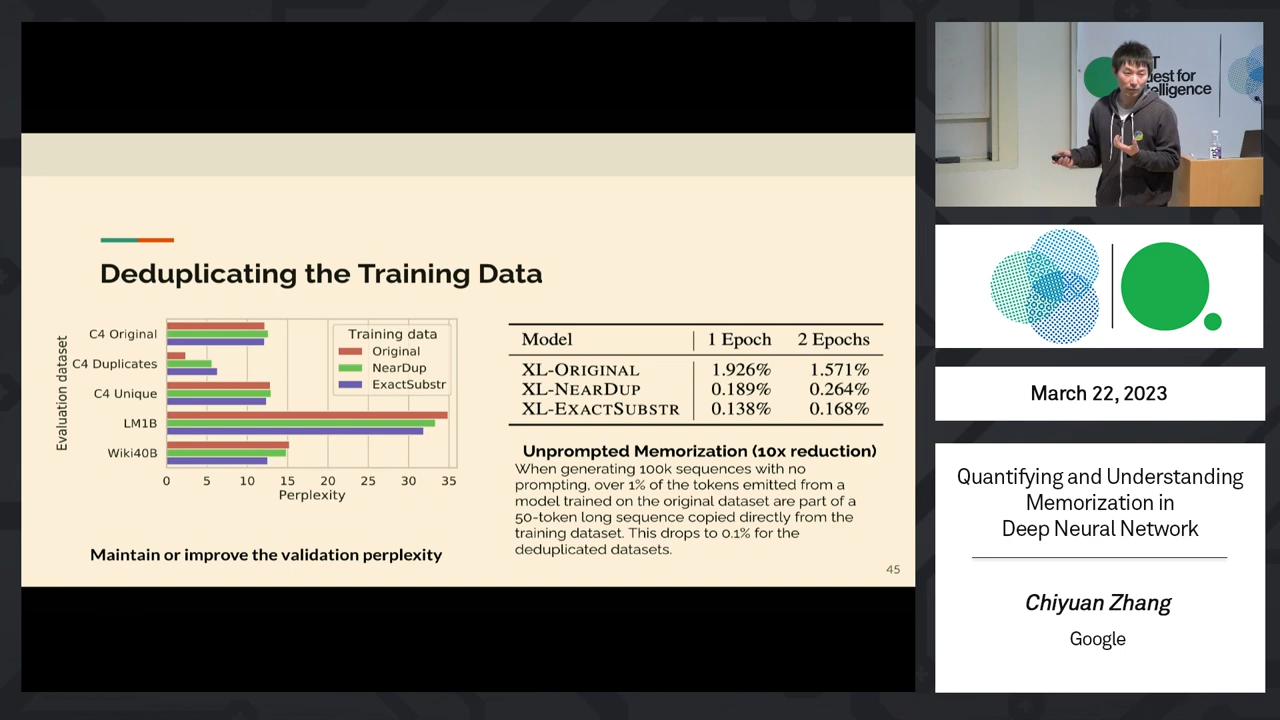 Deduplicating the Training Data
Evaluation dataset
C4 Original
C4 Duplicates
C4 Unique
LM1B
Wiki40B
Training data
Original
NearDup
ExactSubstr
0 5 10 15 20 25 30 35
Perplexity
Maintain or improve the validation perplexity
Model 1 Epoch 2 Epochs
XL-ORIGINAL 1.926% 1.571%
XL-NEARDUP 0.189% 0.264%
XL-EXACTSUBSTR 0.138% 0.168%
Unprompted Memorization (10x reduction)
When generating 100k sequences with no
prompting, over 1% of the tokens emitted from a
model trained on the original dataset are part of a
50-token long sequence copied directly from the
training dataset. This drops to 0.1% for the
deduplicated datasets.
45
T
uest for
telligence
March 22, 2023
Quantifying and Understanding
Memorization in
Deep Neural Network
Chiyuan Zhang
Google